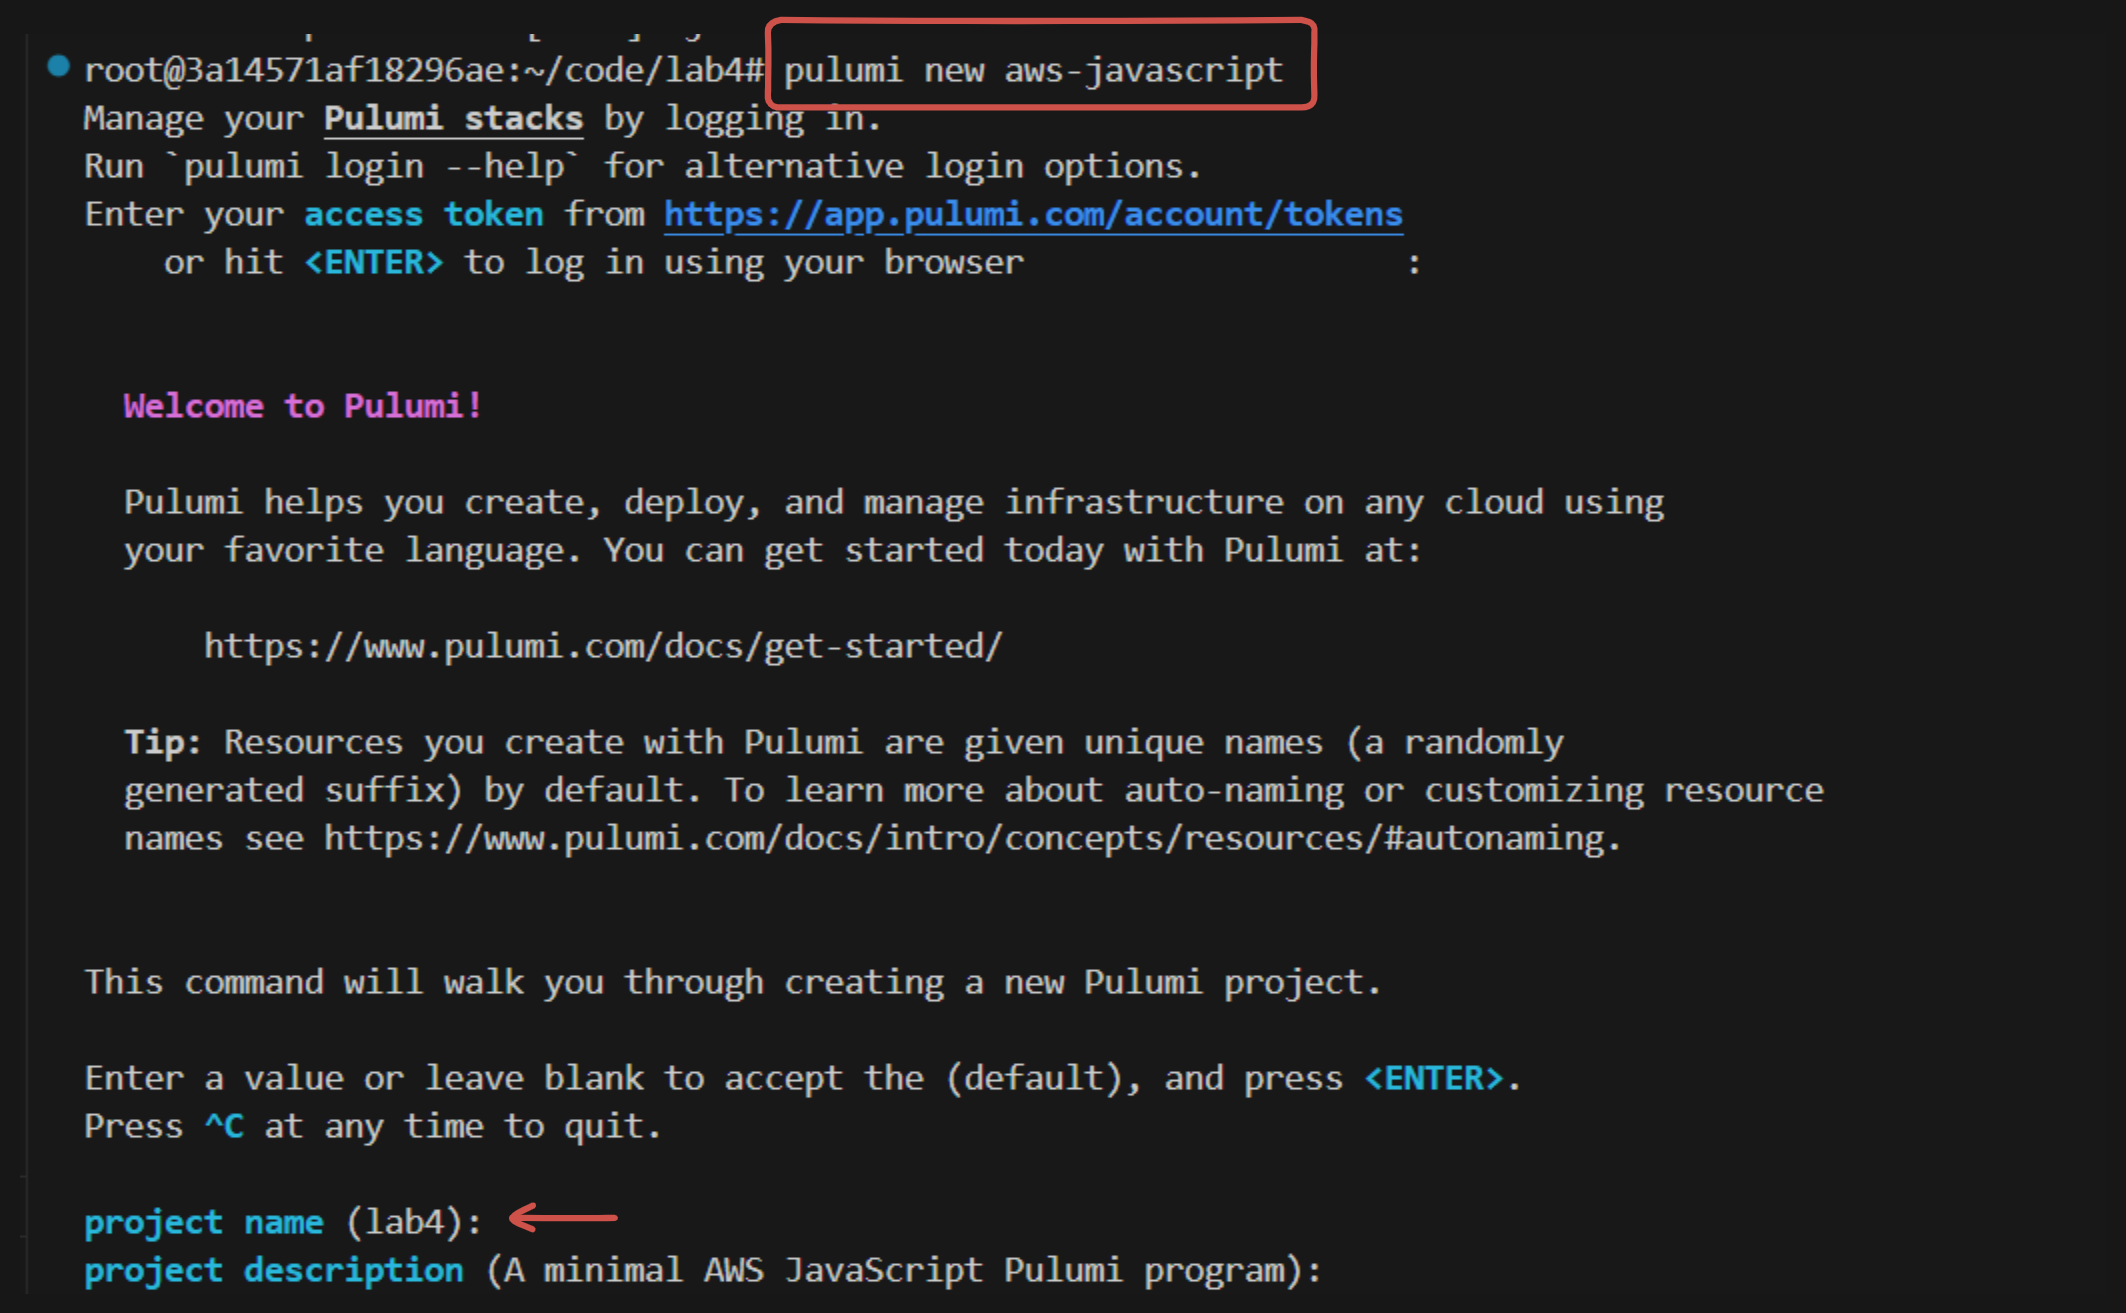 root@3a14571af18296ae:~/code/lab4# pulumi new aws-javascript
Manage your Pulumi stacks by logging in.
Run `pulumi login --help` for alternative login options.
Enter your access token from https://app.pulumi.com/account/tokens
or hit <ENTER> to log in using your browser :
Welcome to Pulumi!
Pulumi helps you create, deploy, and manage infrastructure on any cloud using
your favorite language. You can get started today with Pulumi at:
https://www.pulumi.com/docs/get-started/
Tip: Resources you create with Pulumi are given unique names (a randomly
generated suffix) by default. To learn more about auto-naming or customizing resource
names see https://www.pulumi.com/docs/intro/concepts/resources/#autonaming.
This command will walk you through creating a new Pulumi project.
Enter a value or leave blank to accept the (default), and press <ENTER>.
Press ^C at any time to quit.
project name (lab4):
project description (A minimal AWS JavaScript Pulumi program):